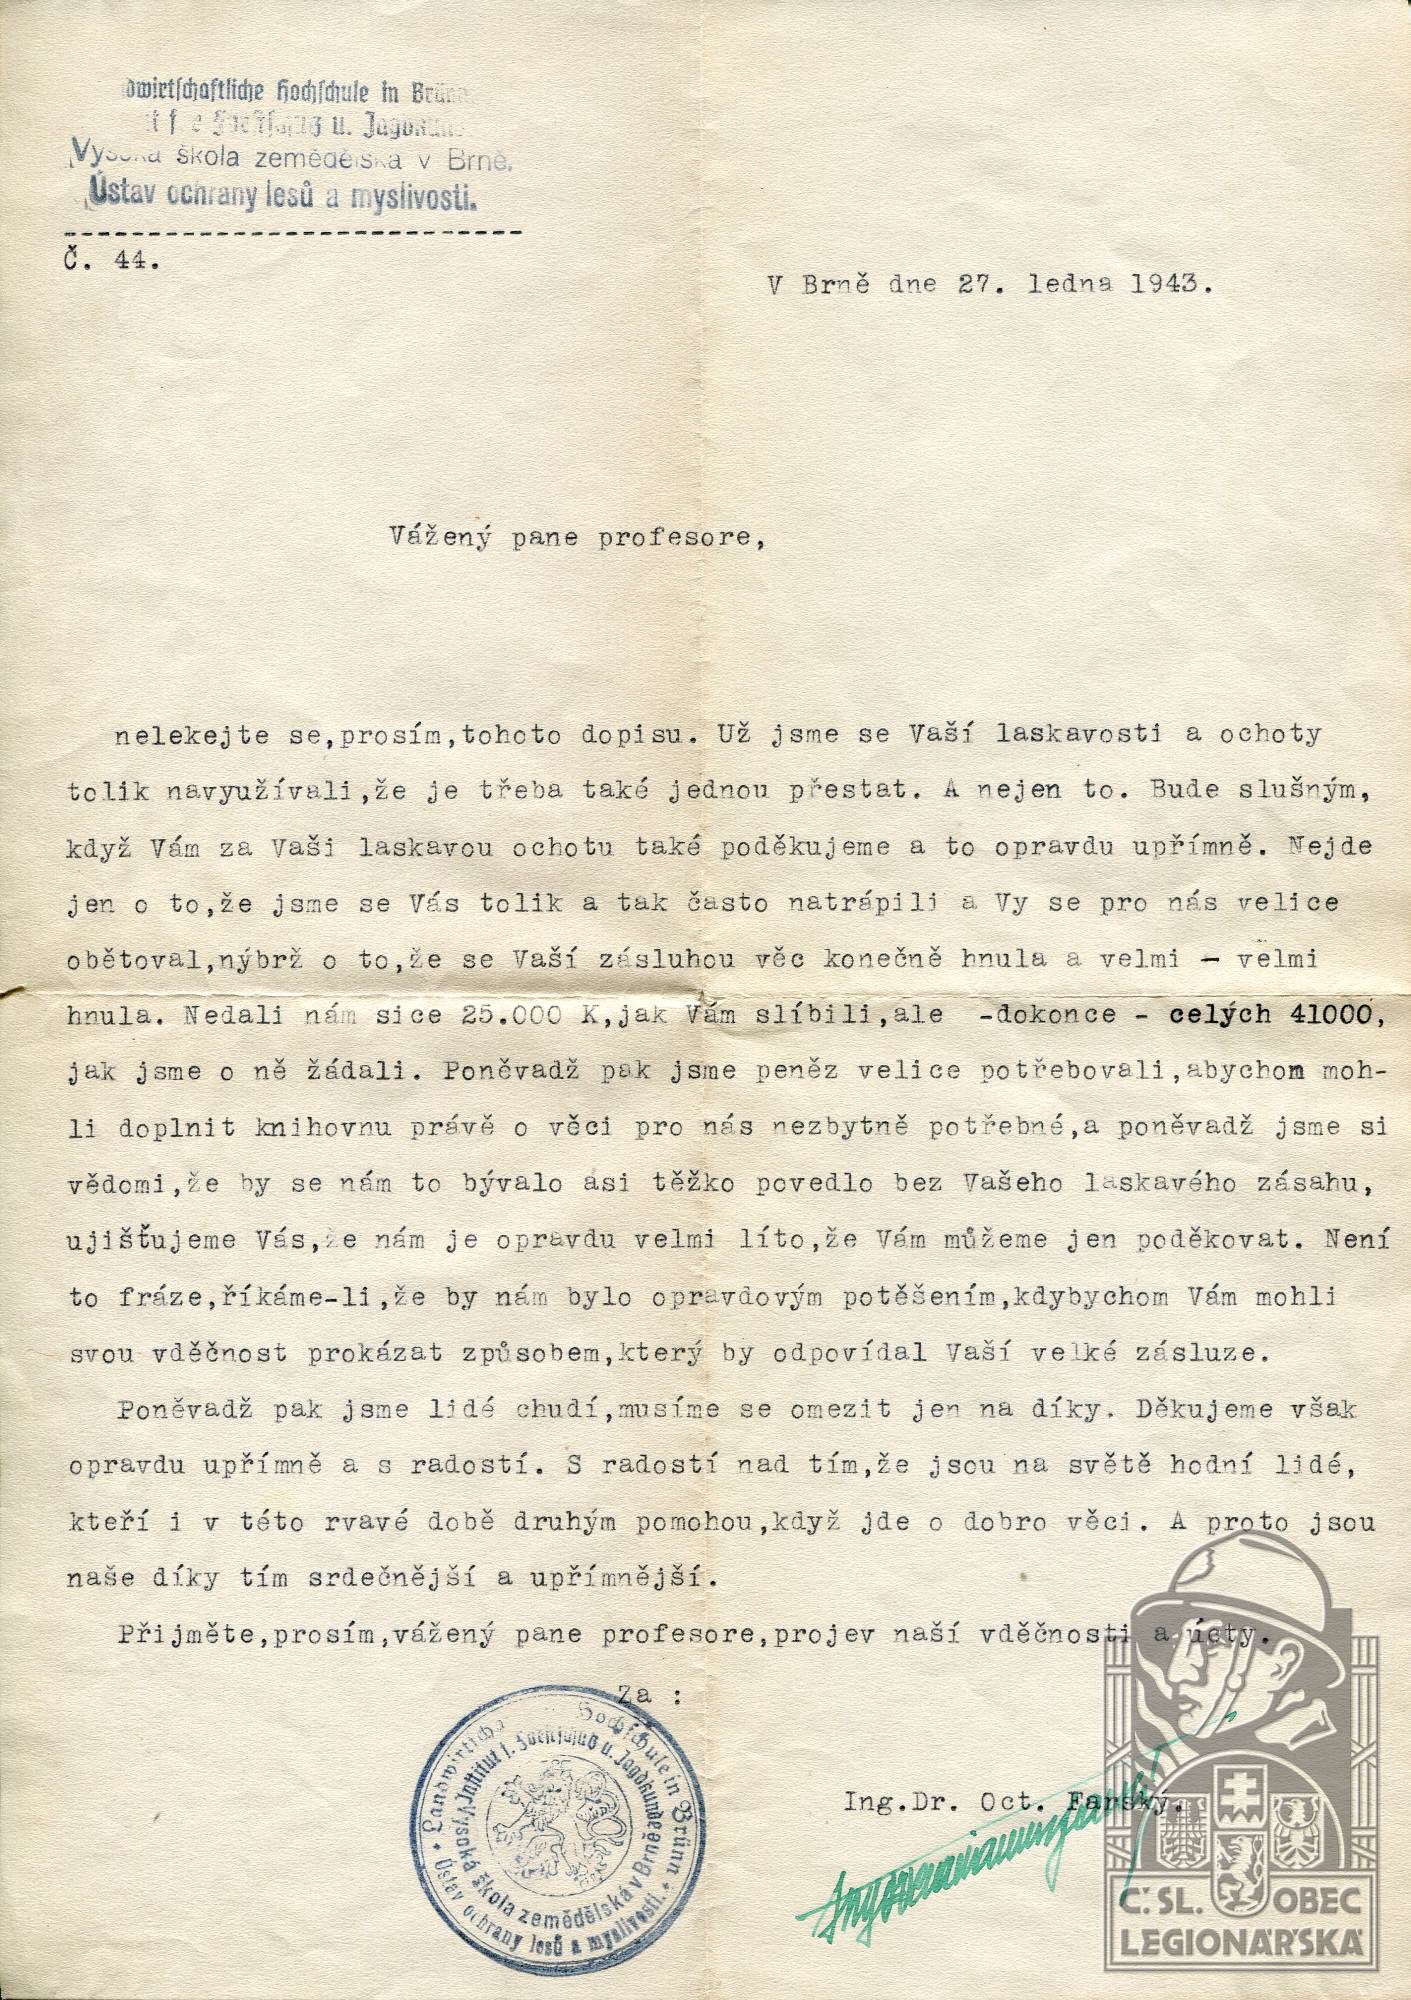 Landwirtschaftliche Hochschule in Brünn
f. Forstschutz u. Jagdkunde
Vysoká škola zemědělská v Brně.
Ústav ochrany lesů a myslivosti.
Č. 44.
V Brně dne 27. ledna 1943.
Vážený pane profesore,
nelekejte se,prosím,tohoto dopisu. Už jsme se Vaší laskavosti a ochoty
tolik navyužívali,že je třeba také jednou přestat. A nejen to. Bude slušným,
když Vám za Vaši laskavou ochotu také poděkujeme a to opravdu upřímně. Nejde
jen o to,že jsme se Vás tolik a tak často natrápili a Vy se pro nás velice
obětoval,nýbrž o to,že se Vaší zásluhou věc konečně hnula a velmi - velmi
hnula. Nedali nám sice 25.000 K,jak Vám slíbili,ale -dokonce - celých 41000,
jak jsme o ně žádali. Poněvadž pak jsme peněz velice potřebovali,abychom moh-
li doplnit knihovnu právě o věci pro nás nezbytně potřebné,a poněvadž jsme si
vědomi,že by se nám to bývalo asi těžko povedlo bez Vašeho laskavého zásahu,
ujišťujeme Vás,že nám je opravdu velmi líto,že Vám můžeme jen poděkovat. Není
to fráze,říkáme-li,že by nám bylo opravdovým potěšením,kdybychom Vám mohli
svou vděčnost prokázat způsobem,který by odpovídal Vaší velké zásluze.
Poněvadž pak jsme lidé chudí,musíme se omezit jen na díky. Děkujeme však
opravdu upřímně a s radostí. S radostí nad tím,že jsou na světě hodní lidé,
kteří i v této rvavé době druhým pomohou,když jde o dobro věci. A proto jsou
naše díky tím srdečnější a upřímnější.
Přijměte,prosím,vážený pane profesore,projev naší vděčnosti a úcty.
Za :
Landwirtschaftliche Hochschule in Brünn
Institut f. Forstschutz u. Jagdkunde
Vysoká škola zemědělská v Brně
Ústav ochrany lesů a myslivosti.
Ing.Dr. Oct. Farský.
Č.SL. OBEC
LEGIONÁŘSKÁ